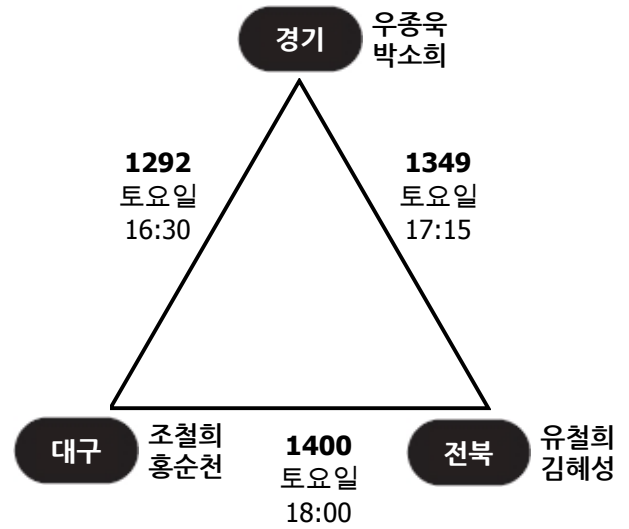 경기
우종욱
박소희
1292
토요일
16:30
1349
토요일
17:15
대구
조철희
홍순천
1400
토요일
18:00
전북
유철희
김혜성